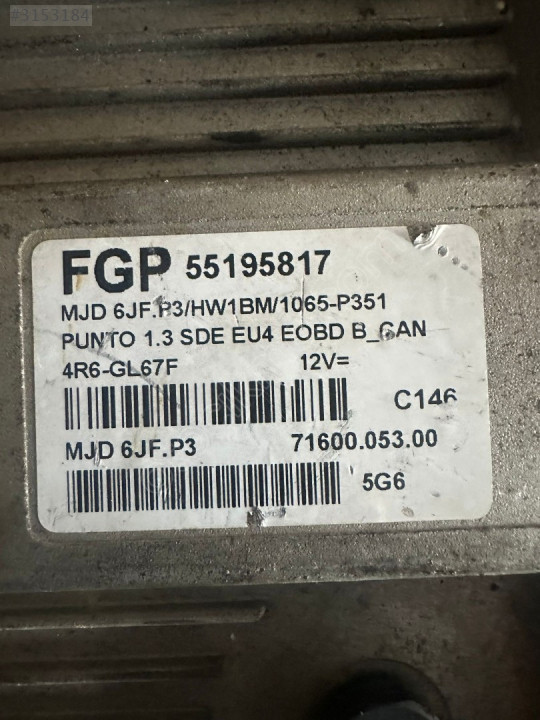 #3153184
FGP 55195817
MJD 6JF.P3/HW1BM/1065-P351
PUNTO 1.3 SDE EU4 EOBD B_CAN
4R6-GL67F 12V=
C146
MJD 6JF.P3 71600.053.00
5G6